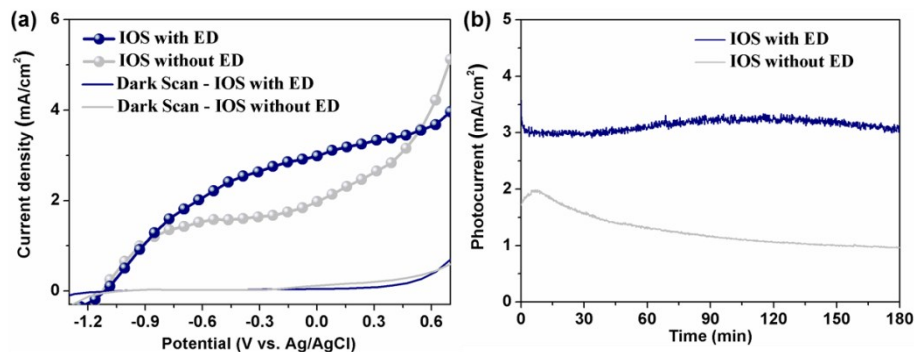 (a)
6
4
2
0
Current density (mA/cm²)
IOS with ED
IOS without ED
Dark Scan - IOS with ED
Dark Scan - IOS without ED
-1.2 -0.9 -0.6 -0.3 0.0 0.3 0.6
Potential (V vs. Ag/AgCl)
(b)
5
4
3
2
1
0
Photocurrent (mA/cm²)
IOS with ED
IOS without ED
0 30 60 90 120 150 180
Time (min)